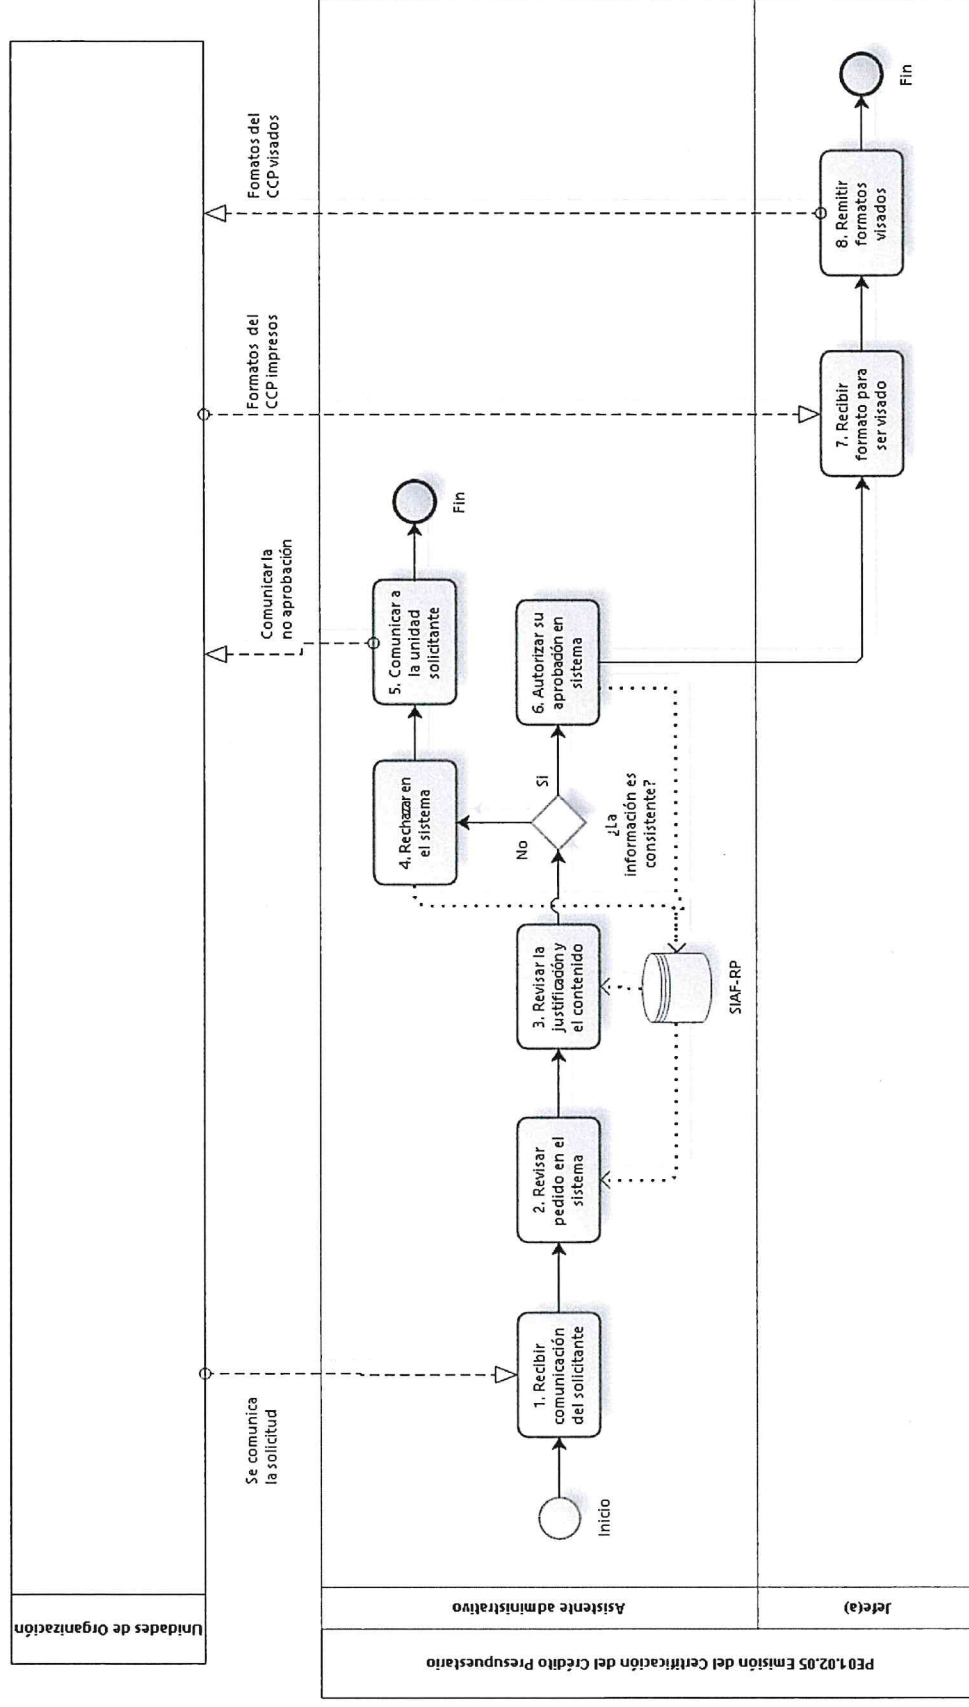 Unidades de Organización
PE01.02.05 Emisión del Certificación del Crédito Presupuestario
Asistente administrativo
Jefe(a)
Inicio
Se comunica
la solicitud
1. Recibir
comunicación
del solicitante
2. Revisar
pedido en el
sistema
3. Revisar la
justificación y
el contenido
SIAF-RP
¿La
información es
consistente?
No
Si
4. Rechazar en
el sistema
5. Comunicar a
la unidad
solicitante
Comunicar la
no aprobación
Fin
6. Autorizar su
aprobación en
sistema
Formatos del
CCP impresos
7. Recibir
formato para
ser visado
Fomatos del
CCP visados
8. Remitir
formatos
visados
Fin